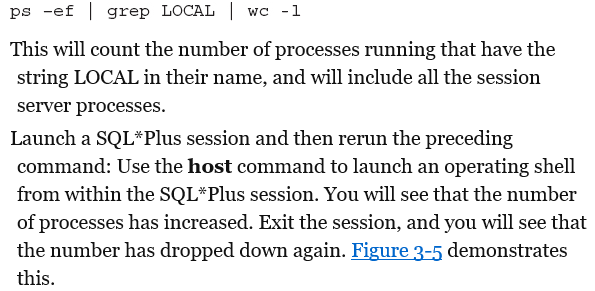 ps –ef | grep LOCAL | wc -l
This will count the number of processes running that have the
string LOCAL in their name, and will include all the session
server processes.
Launch a SQL*Plus session and then rerun the preceding
command: Use the host command to launch an operating shell
from within the SQL*Plus session. You will see that the number
of processes has increased. Exit the session, and you will see that
the number has dropped down again. Figure 3-5 demonstrates
this.